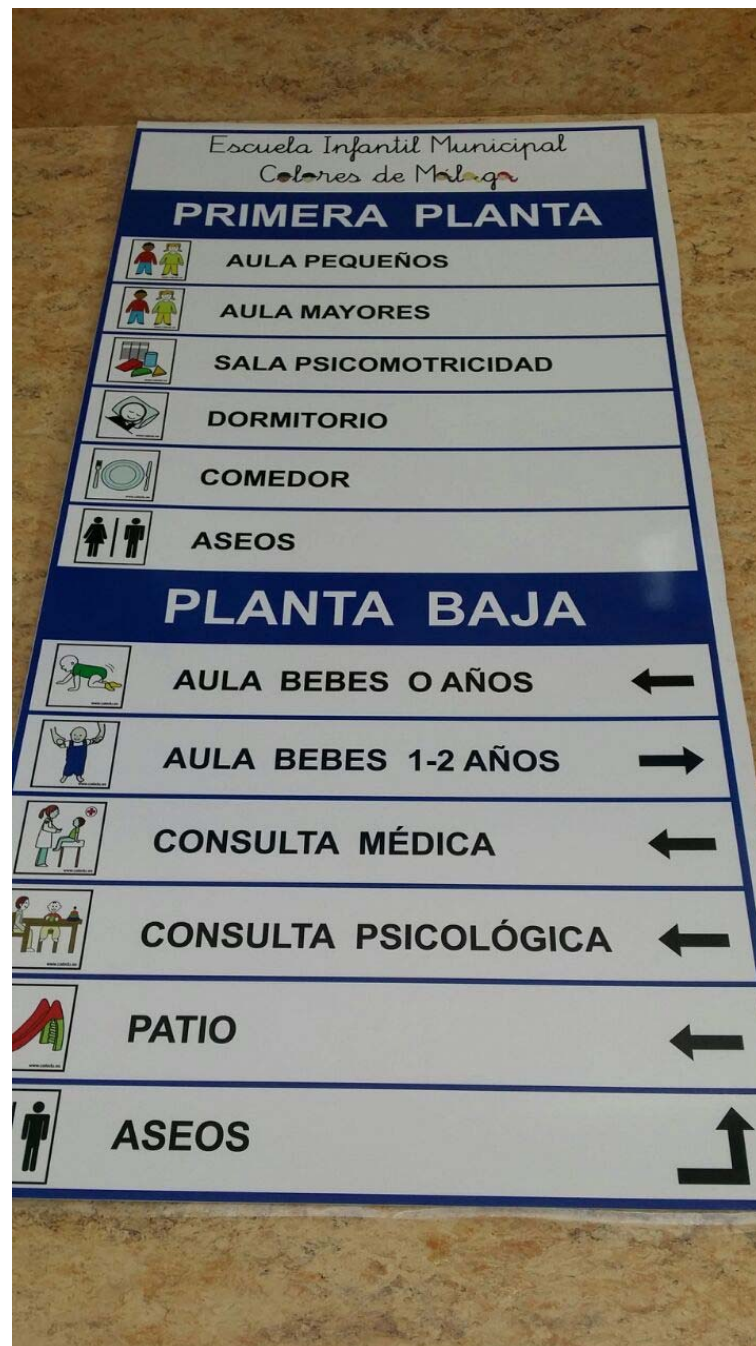 Escuela Infantil Municipal
Colores de Málaga
PRIMERA PLANTA
AULA PEQUEÑOS
AULA MAYORES
SALA PSICOMOTRICIDAD
DORMITORIO
COMEDOR
ASEOS
PLANTA BAJA
AULA BEBES O AÑOS
AULA BEBES 1-2 AÑOS
CONSULTA MÉDICA
CONSULTA PSICOLÓGICA
PATIO
ASEOS